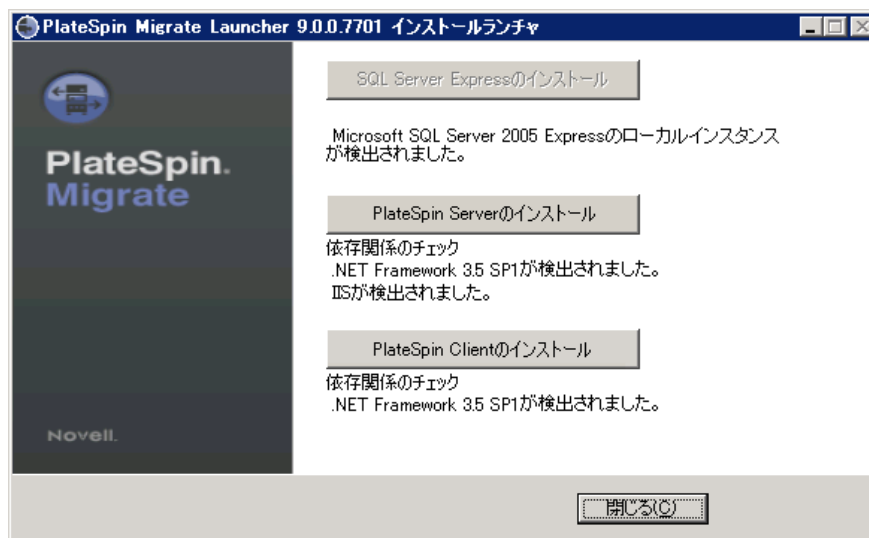 PlateSpin Migrate Launcher 9.0.0.7701 インストールランチャ
PlateSpin.
Migrate
Novell.
SQL Server Expressのインストール
Microsoft SQL Server 2005 Expressのローカルインスタンス
が検出されました。
PlateSpin Serverのインストール
依存関係のチェック
.NET Framework 3.5 SP1が検出されました。
IISが検出されました。
PlateSpin Clientのインストール
依存関係のチェック
.NET Framework 3.5 SP1が検出されました。
閉じる(C)